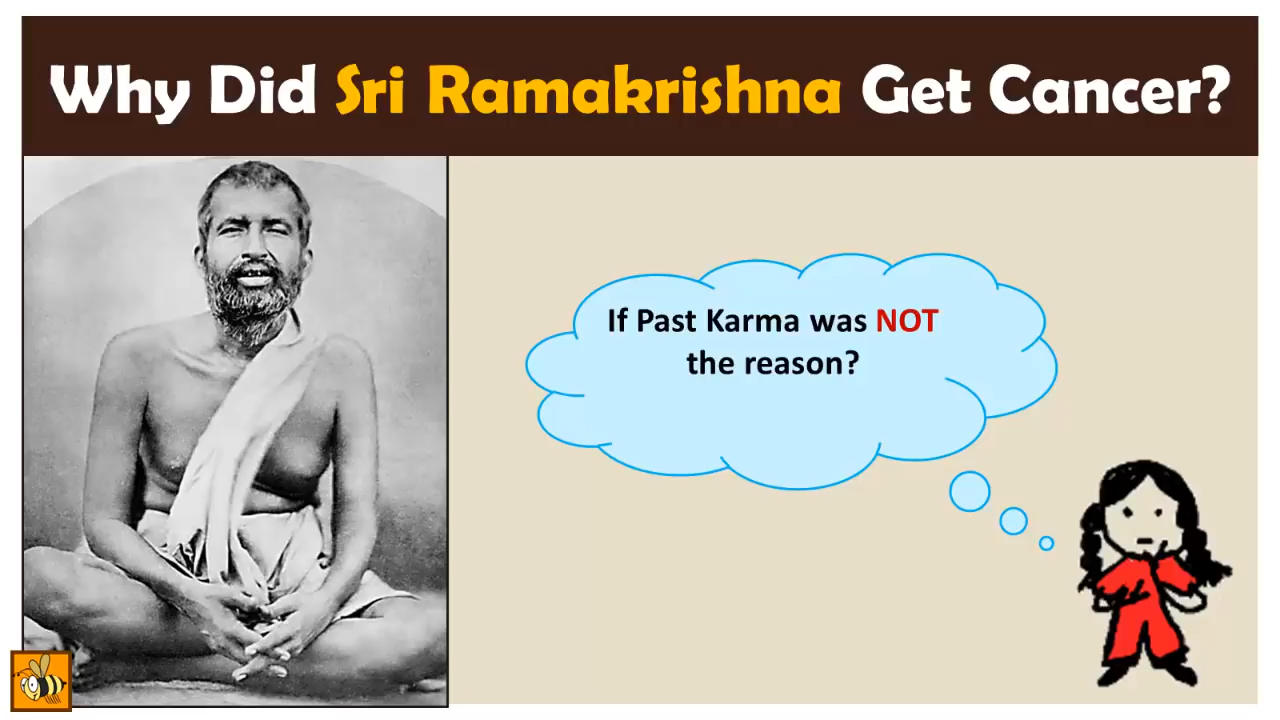 Why Did Sri Ramakrishna Get Cancer?
If Past Karma was NOT
the reason?